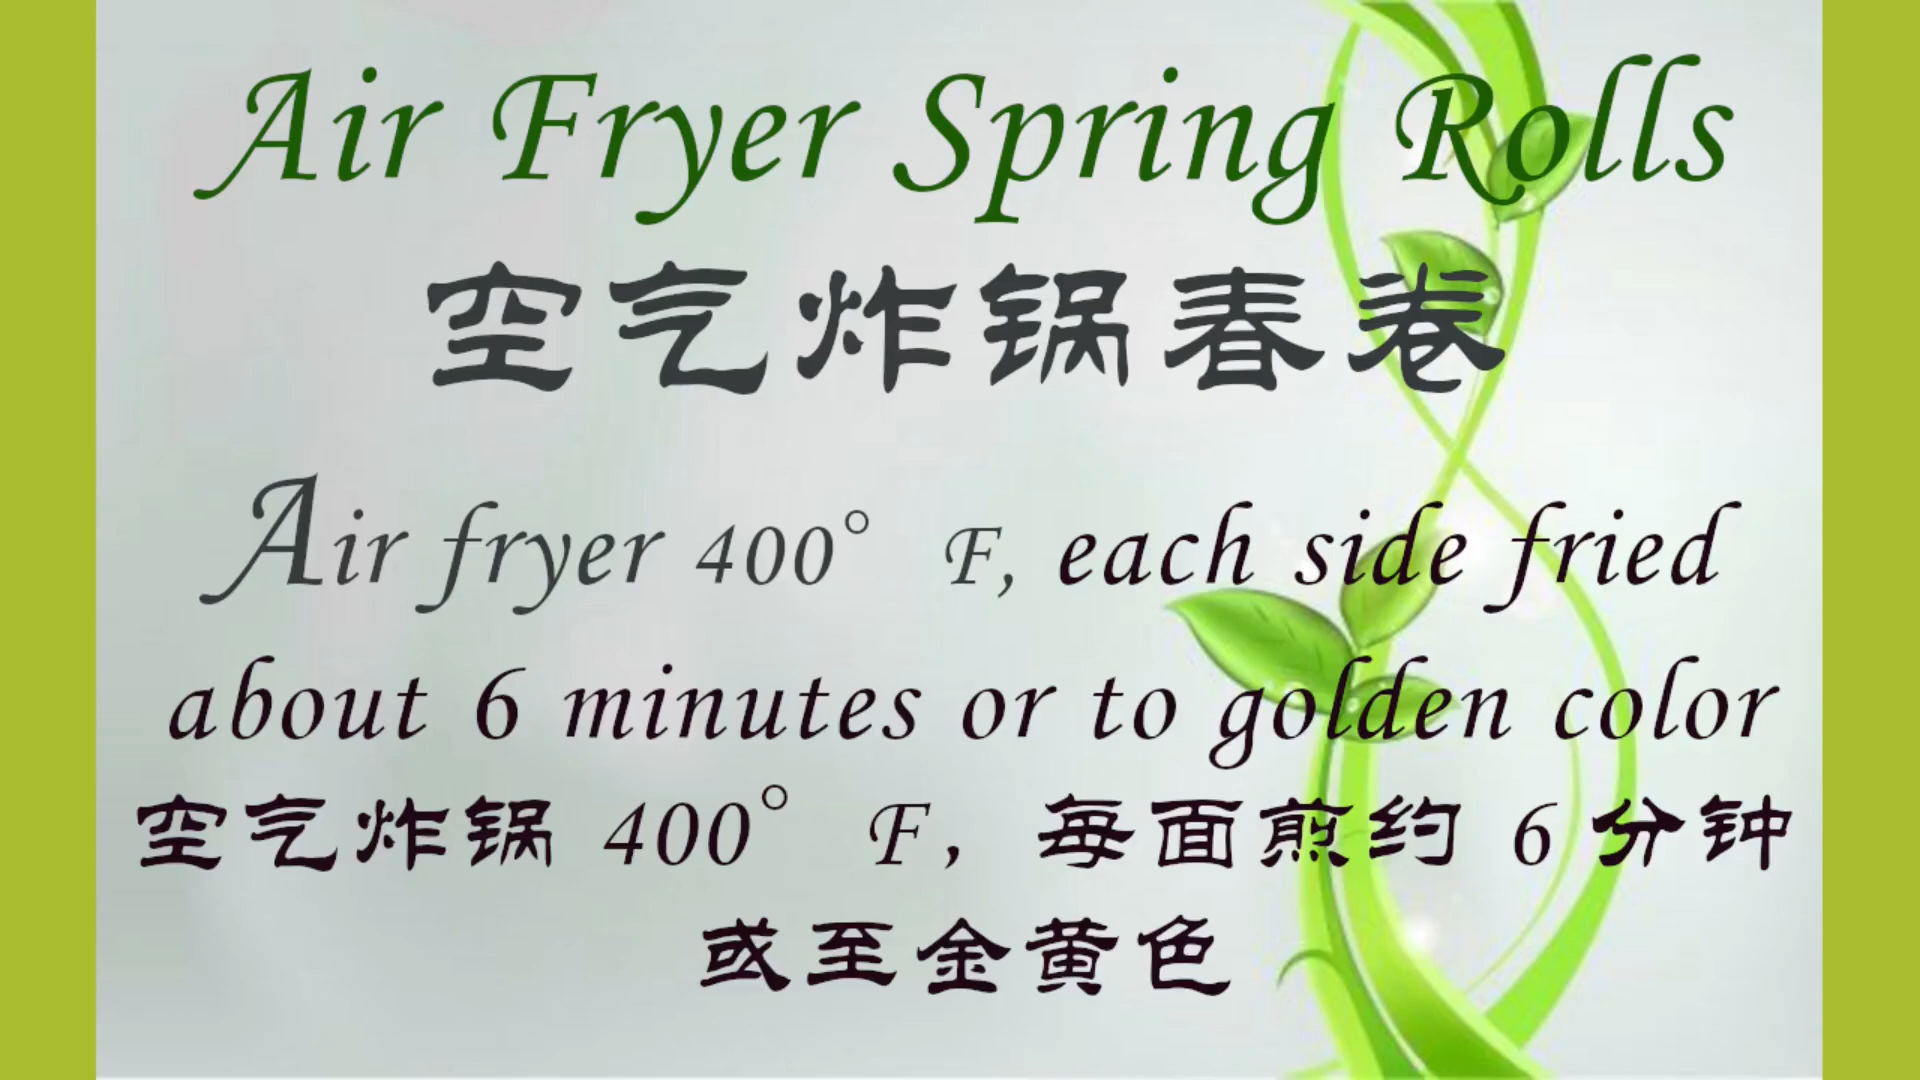 Air Fryer Spring Rolls
空气炸锅春卷
Air fryer 400° F, each side fried
about 6 minutes or to golden color
空气炸锅 400° F，每面煎约 6 分钟
或至金黄色